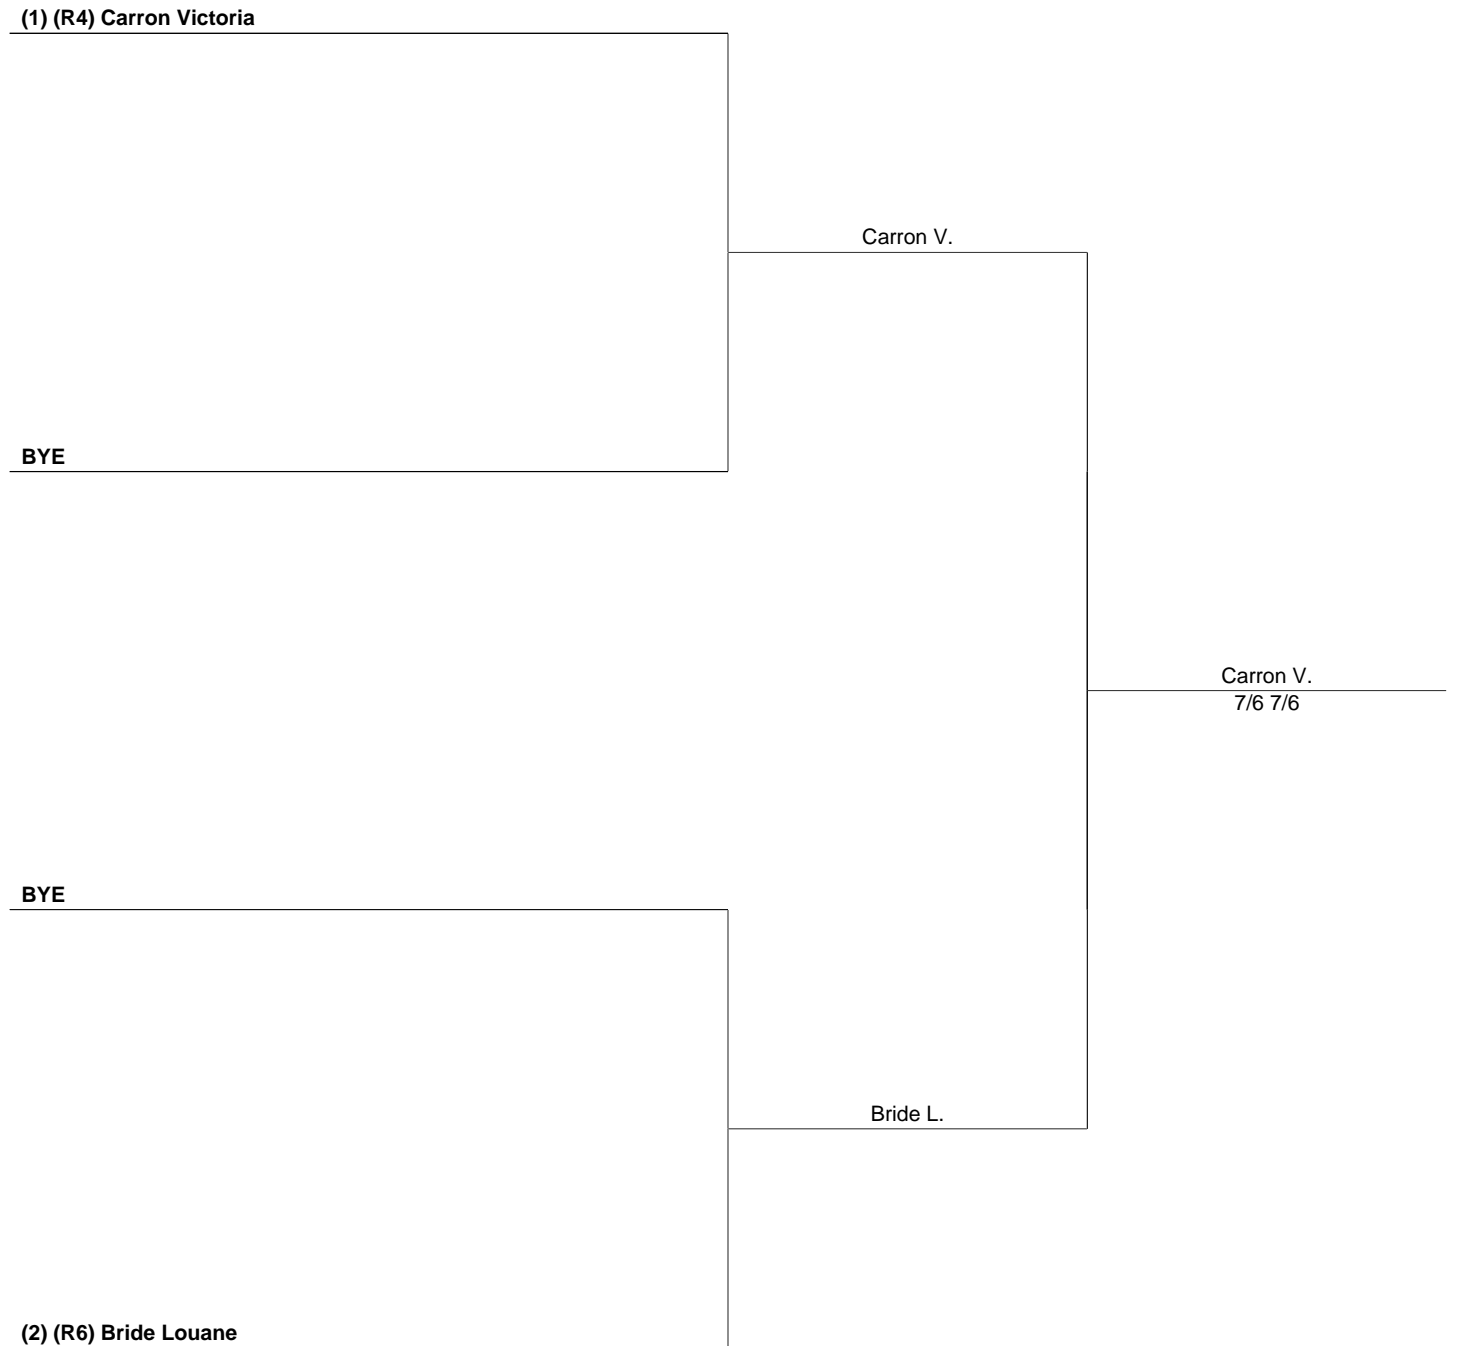 (1) (R4) Carron Victoria
Carron V.
BYE
Carron V.
7/6 7/6
BYE
Bride L.
(2) (R6) Bride Louane